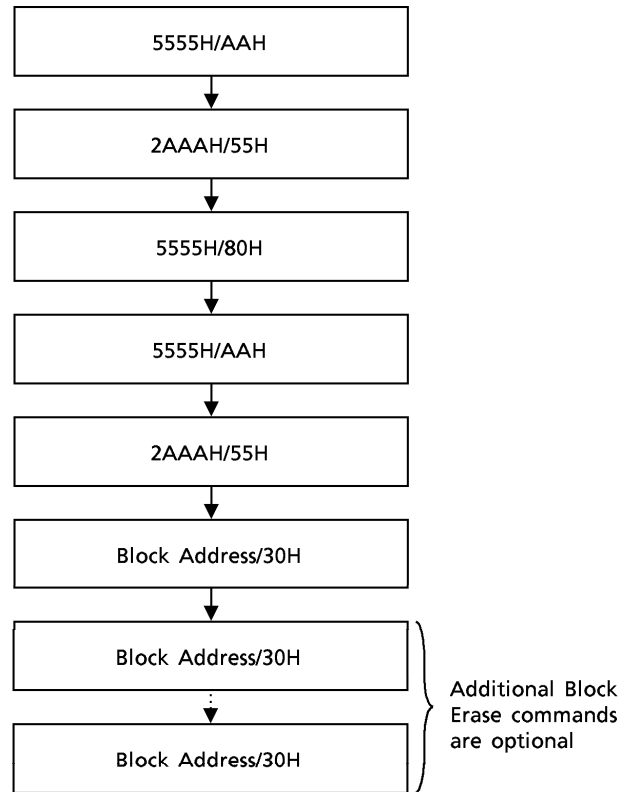 5555H/AAH
2AAAH/55H
5555H/80H
5555H/AAH
2AAAH/55H
Block Address/30H
Block Address/30H
Block Address/30H
Additional Block
Erase commands
are optional